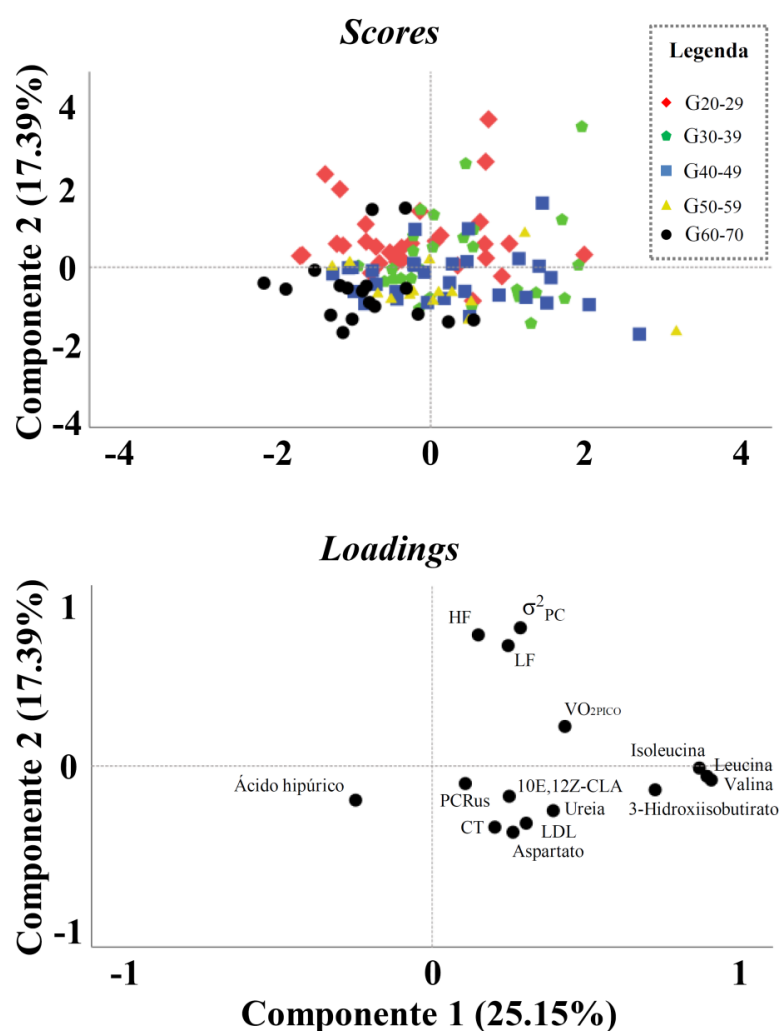 Scores
Legenda
G20-29
G30-39
G40-49
G50-59
G60-70
Componente 2 (17.39%)
4
2
0
-2
-4
-4
-2
0
2
4
Loadings
Componente 2 (17.39%)
1
0
-1
HF
σ²PC
LF
VO2PICO
Isoleucina
Leucina
Valina
3-Hidroxiisobutirato
Ácido hipúrico
PCRus
10E,12Z-CLA
Ureia
CT
LDL
Aspartato
-1
0
1
Componente 1 (25.15%)